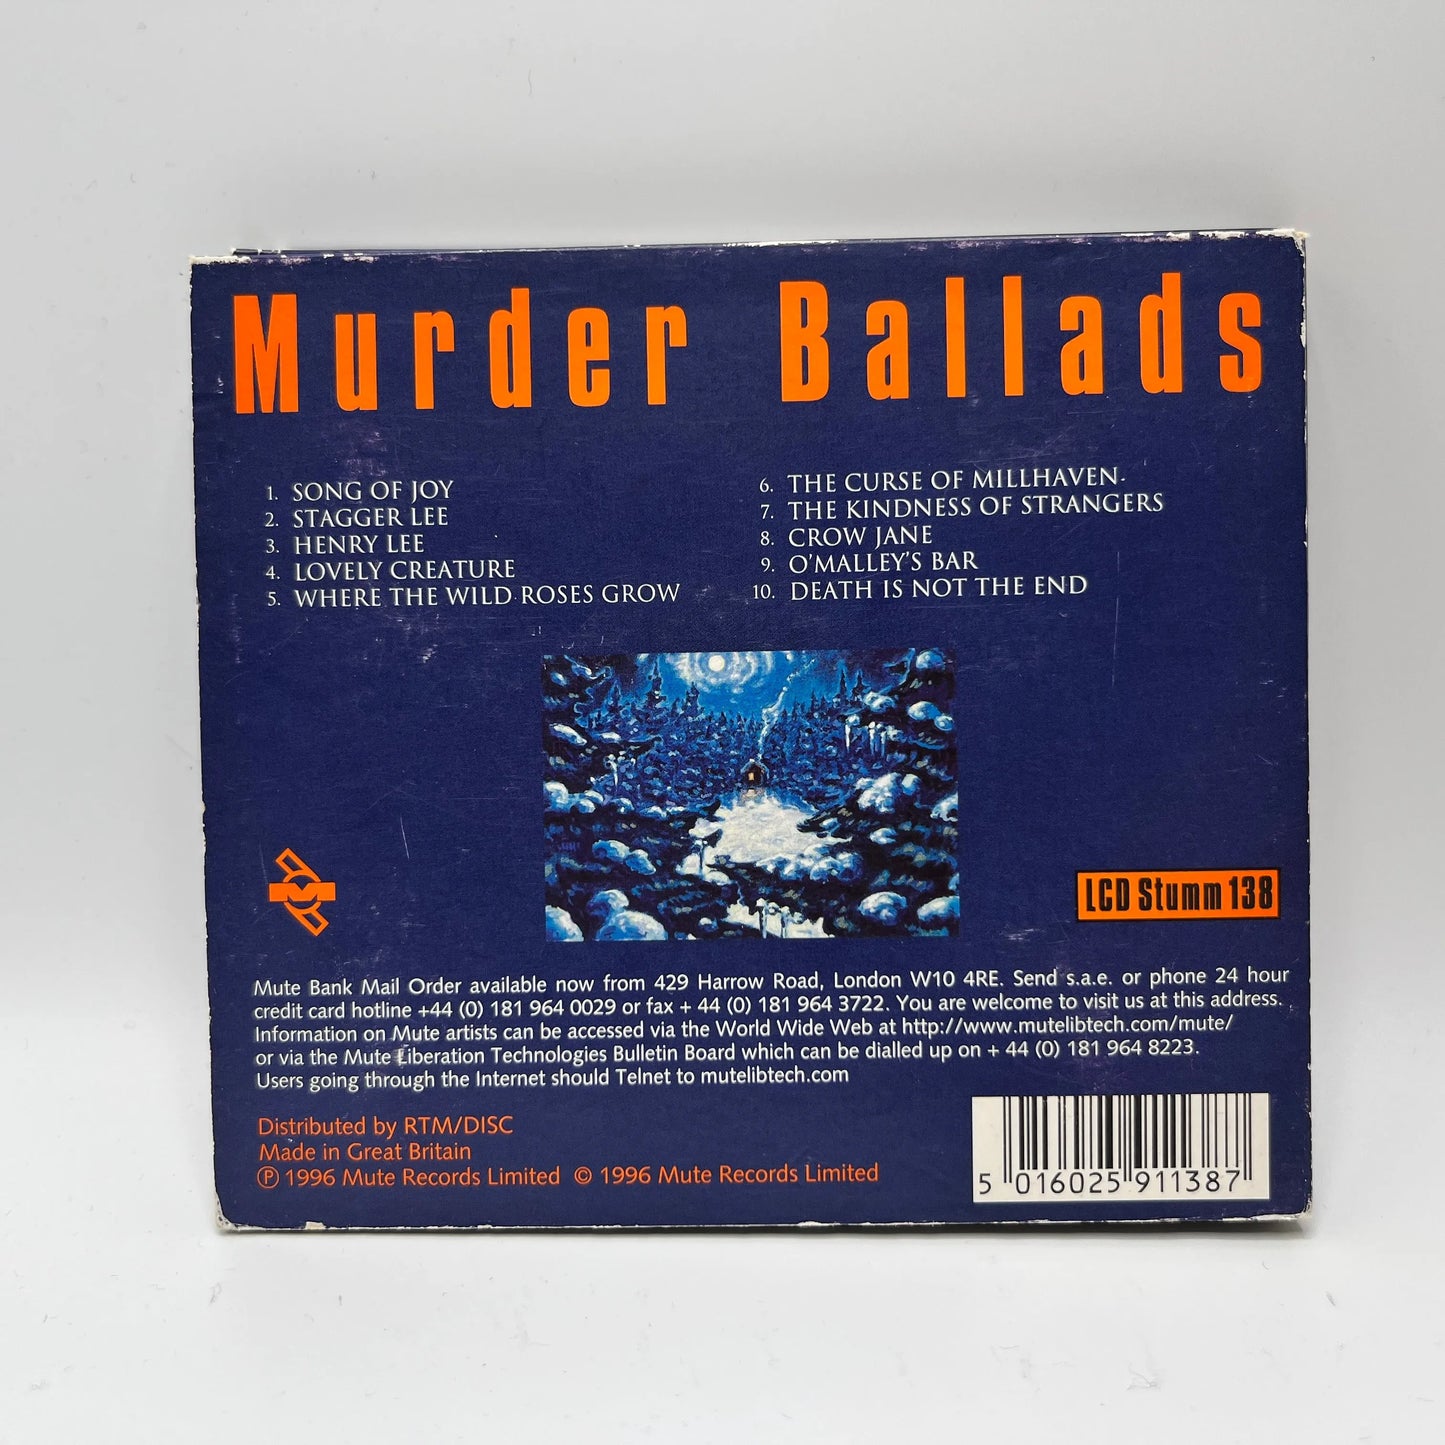 Murder Ballads
1. SONG OF JOY
2. STAGGER LEE
3. HENRY LEE
4. LOVELY CREATURE
5. WHERE THE WILD ROSES GROW
6. THE CURSE OF MILLHAVEN
7. THE KINDNESS OF STRANGERS
8. CROW JANE
9. O'MALLEY'S BAR
10. DEATH IS NOT THE END
LCD Stumm 138
Mute Bank Mail Order available now from 429 Harrow Road, London W10 4RE. Send s.a.e. or phone 24 hour
credit card hotline +44 (0) 181 964 0029 or fax + 44 (0) 181 964 3722. You are welcome to visit us at this address.
Information on Mute artists can be accessed via the World Wide Web at http://www.mutelibtech.com/mute/
or via the Mute Liberation Technologies Bulletin Board which can be dialled up on + 44 (0) 181 964 8223.
Users going through the Internet should Telnet to mutelibtech.com
Distributed by RTM/DISC
Made in Great Britain
℗ 1996 Mute Records Limited © 1996 Mute Records Limited
5 016025 911387